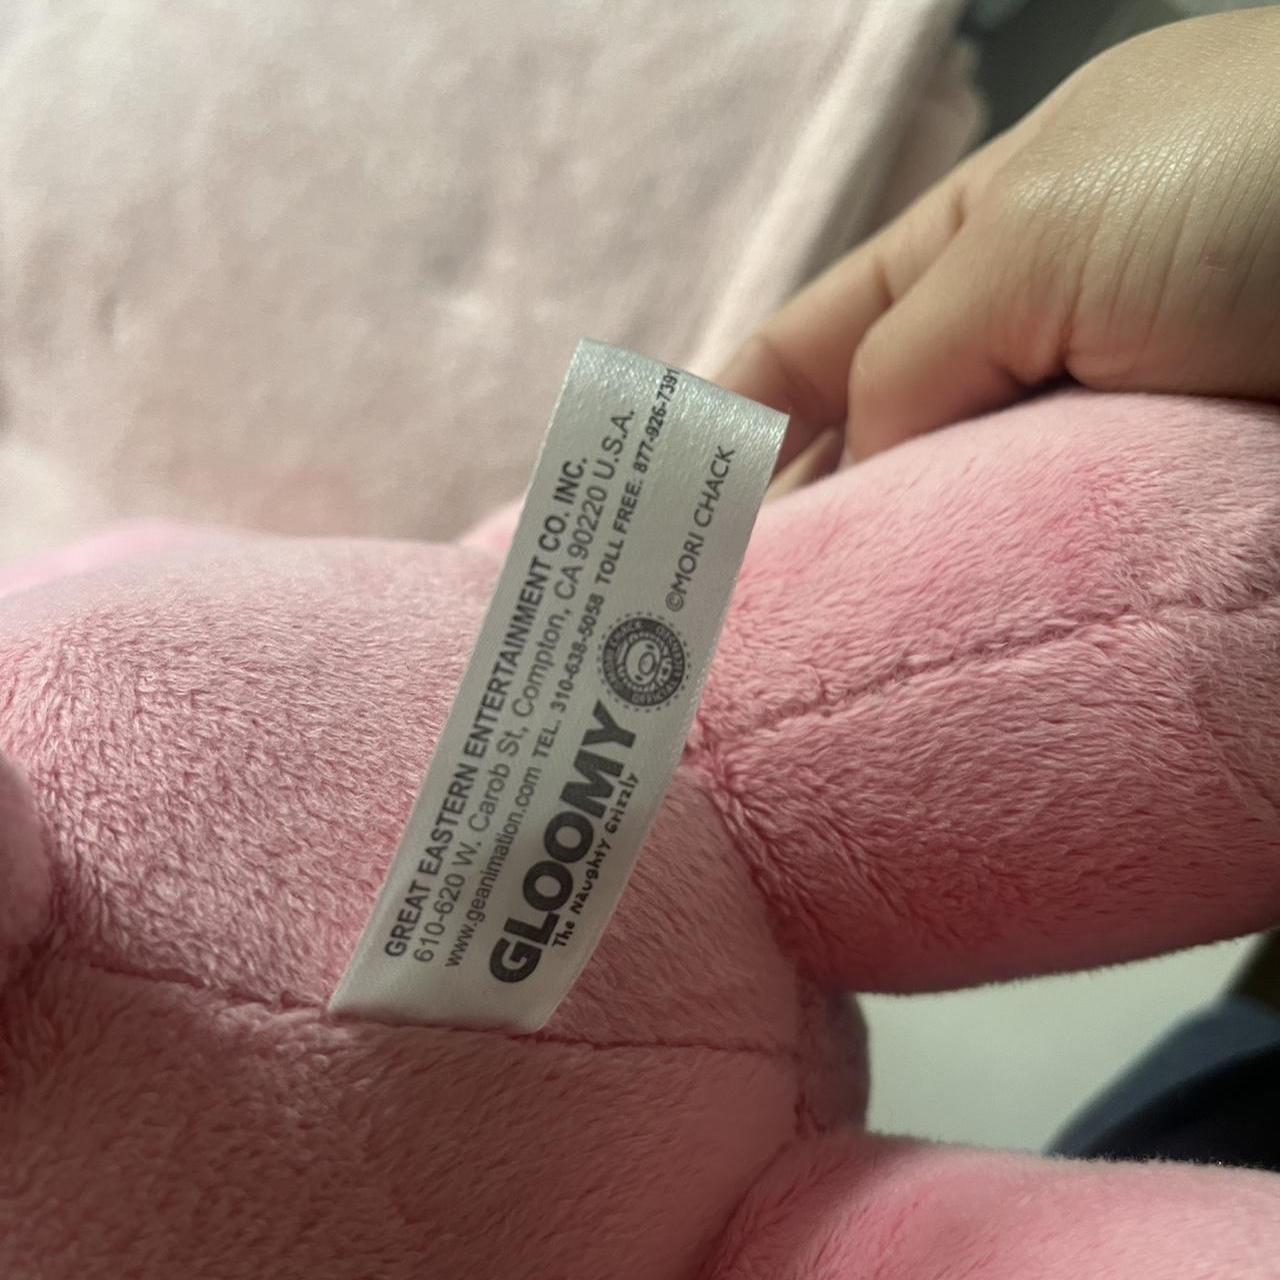 GREAT EASTERN ENTERTAINMENT CO. INC.
610-620 W. Carob St, Compton, CA 90220 U.S.A.
www.geanimation.com TEL. 310-638-5058 TOLL FREE. 877-926-7391
GLOOMY
The Naughty Grizzly
©MORI CHACK